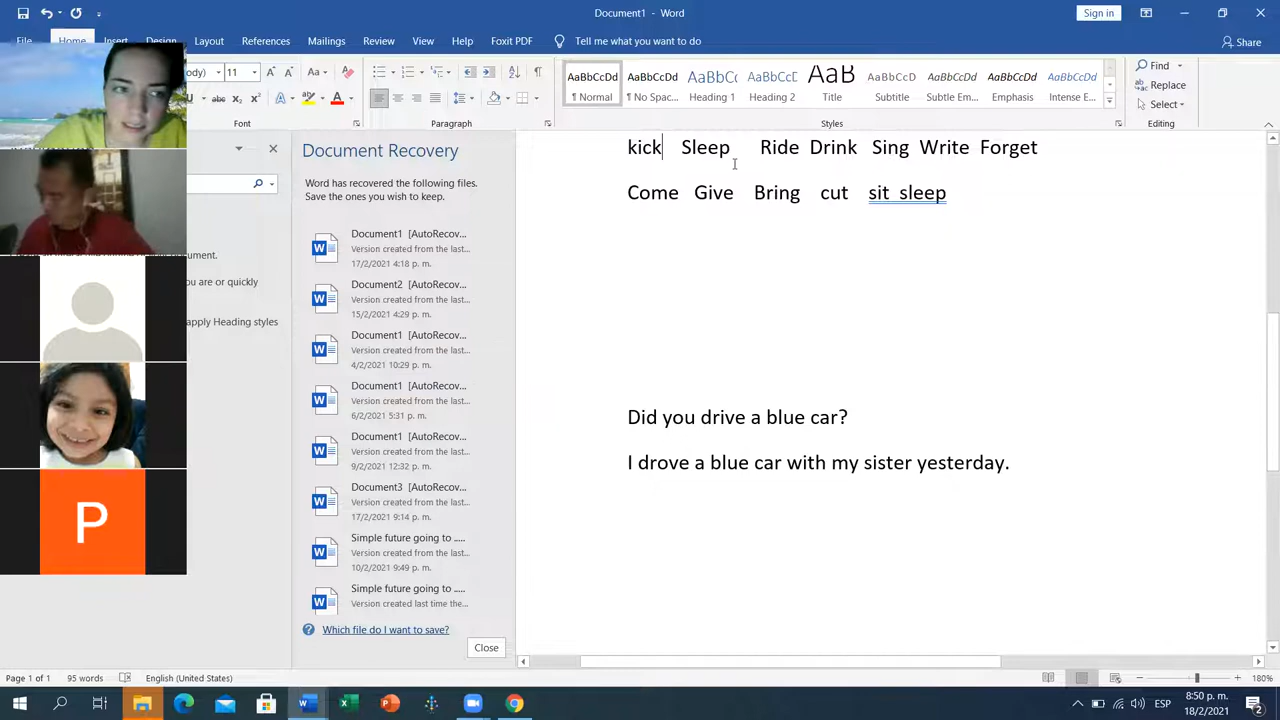 Document1 - Word
Sign in
Home Insert Design Layout References Mailings Review View Help Foxit PDF Tell me what you want to do
Share
11
abc x₂ x²
AaBbCcDd AaBbCcDd AaBbCc AaBbCcD AaB AaBbCcD AaBbCcDd AaBbCcDd AaBbCcDd
¶ Normal ¶ No Spac... Heading 1 Heading 2 Title Subtitle Subtle Em... Emphasis Intense E...
Find
Replace
Select
Font Paragraph Styles Editing
Document Recovery
Word has recovered the following files.
Save the ones you wish to keep.
Document1 [AutoRecov...
Version created from the last...
17/2/2021 4:18 p. m.
Document2 [AutoRecov...
Version created from the last...
15/2/2021 4:29 p. m.
Document1 [AutoRecov...
Version created from the last...
4/2/2021 10:29 p. m.
Document1 [AutoRecov...
Version created from the last...
6/2/2021 5:31 p. m.
Document1 [AutoRecov...
Version created from the last...
9/2/2021 12:32 p. m.
Document3 [AutoRecov...
Version created from the last...
17/2/2021 9:14 p. m.
Simple future going to .....
Version created from the last...
10/2/2021 9:49 p. m.
Simple future going to .....
Version created last time the...
Which file do I want to save?
Close
ocument.
ou are or quickly
apply Heading styles
P
kick Sleep Ride Drink Sing Write Forget
Come Give Bring cut sit sleep
Did you drive a blue car?
I drove a blue car with my sister yesterday.
Page 1 of 1 95 words English (United States)
180%
ESP
8:50 p. m.
18/2/2021
2